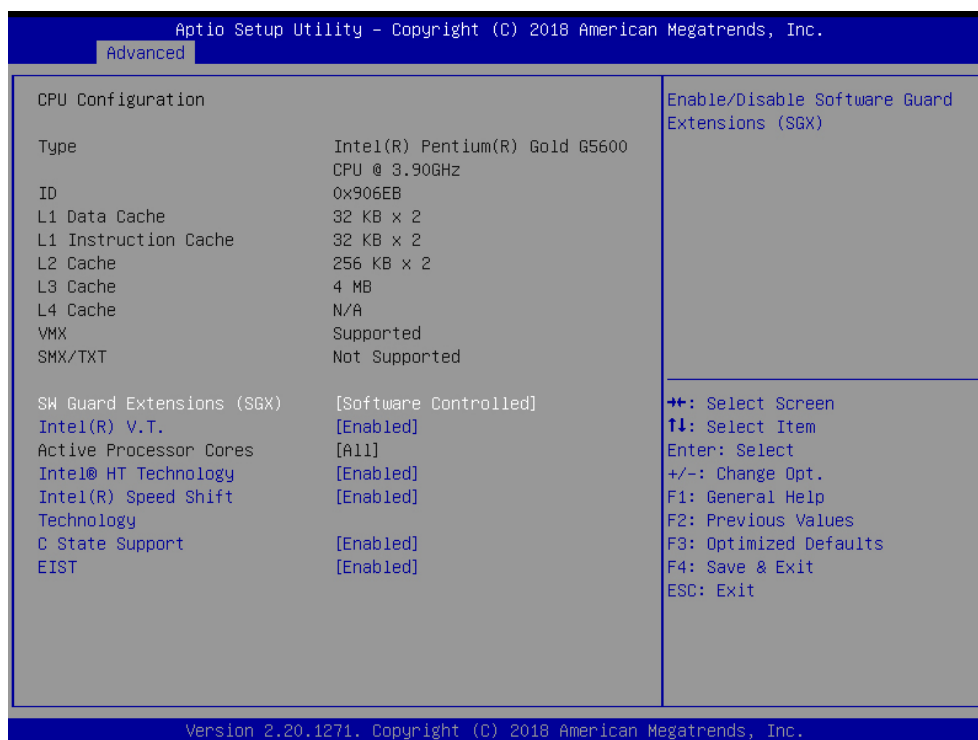 Aptio Setup Utility – Copyright (C) 2018 American Megatrends, Inc.
Advanced
CPU Configuration
Type Intel(R) Pentium(R) Gold G5600
CPU @ 3.90GHz
ID 0x906EB
L1 Data Cache 32 KB x 2
L1 Instruction Cache 32 KB x 2
L2 Cache 256 KB x 2
L3 Cache 4 MB
L4 Cache N/A
VMX Supported
SMX/TXT Not Supported
SW Guard Extensions (SGX) [Software Controlled]
Intel(R) V.T. [Enabled]
Active Processor Cores [All]
Intel® HT Technology [Enabled]
Intel(R) Speed Shift [Enabled]
Technology
C State Support [Enabled]
EIST [Enabled]
Enable/Disable Software Guard
Extensions (SGX)
→←: Select Screen
↑↓: Select Item
Enter: Select
+/-: Change Opt.
F1: General Help
F2: Previous Values
F3: Optimized Defaults
F4: Save & Exit
ESC: Exit
Version 2.20.1271. Copyright (C) 2018 American Megatrends, Inc.